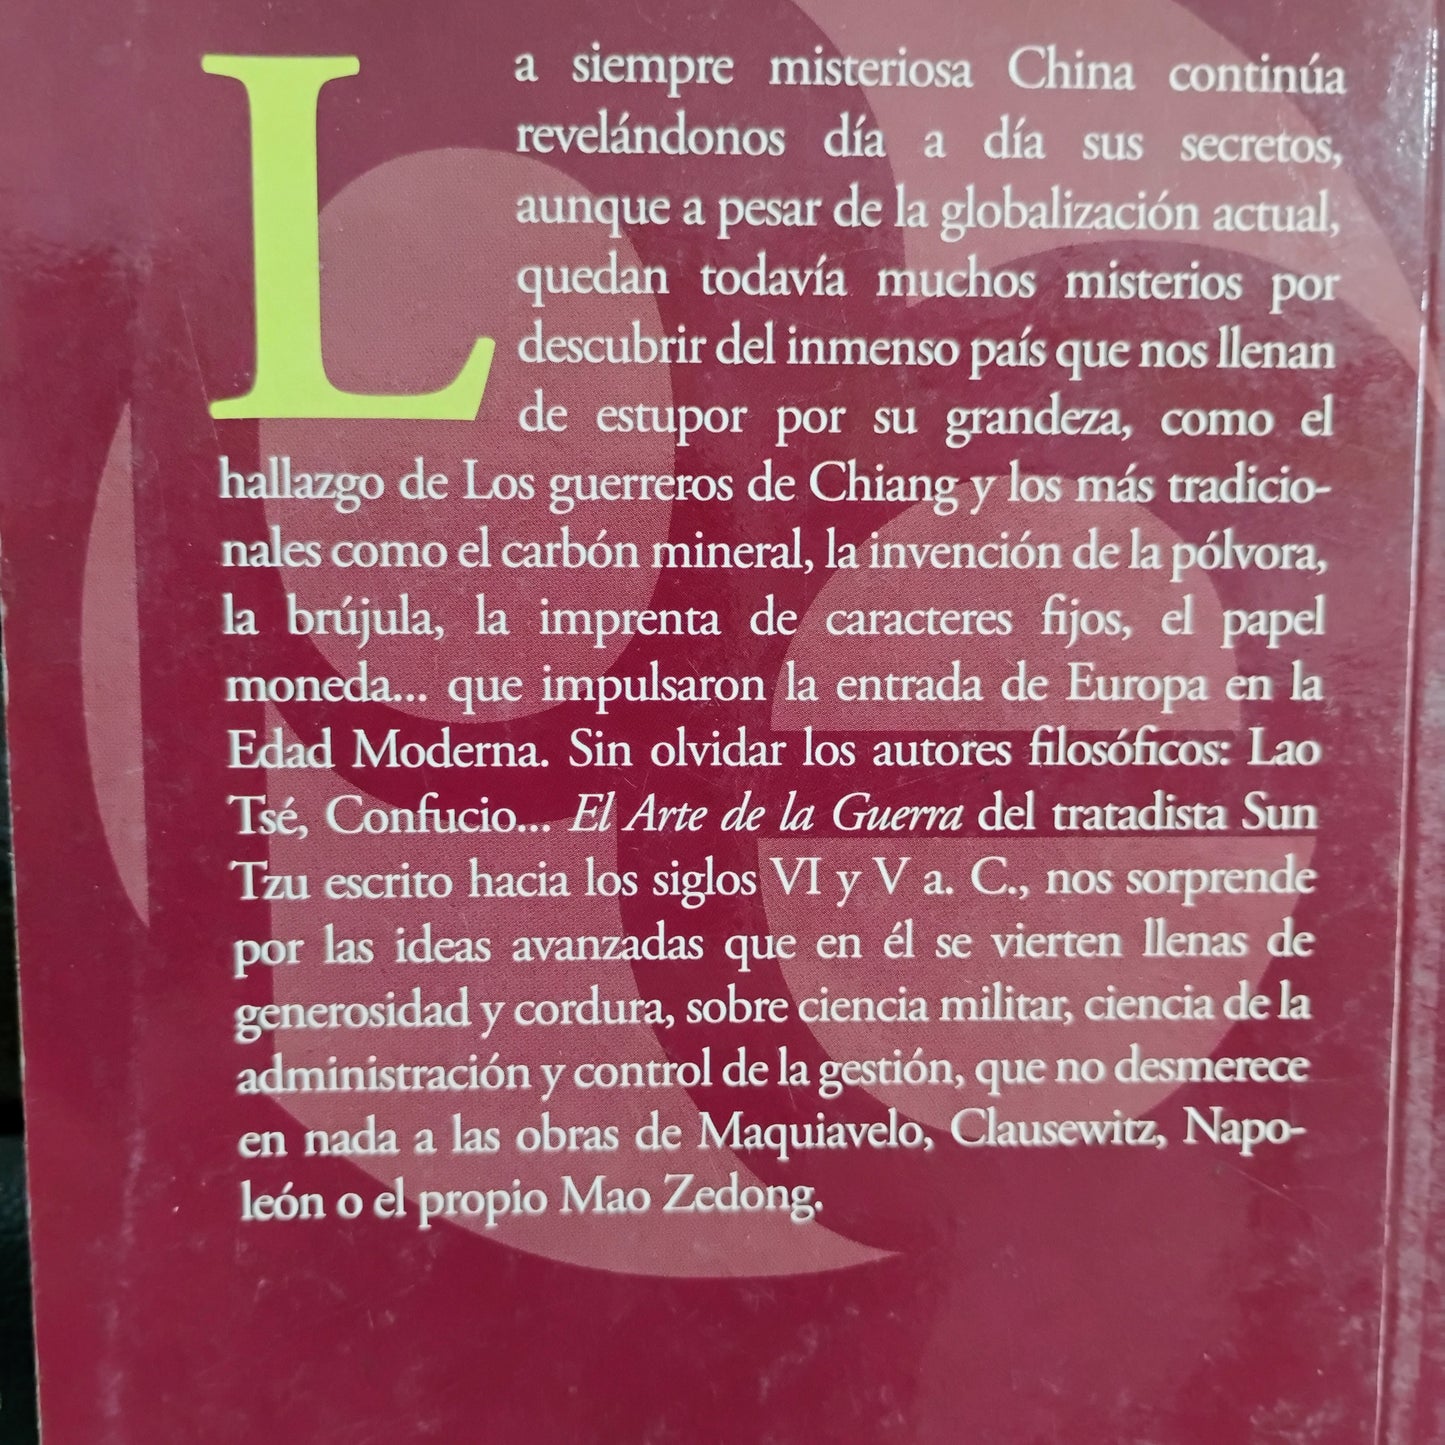 La siempre misteriosa China continúa
revelándonos día a día sus secretos,
aunque a pesar de la globalización actual,
quedan todavía muchos misterios por
descubrir del inmenso país que nos llenan
de estupor por su grandeza, como el
hallazgo de Los guerreros de Chiang y los más tradicio-
nales como el carbón mineral, la invención de la pólvora,
la brújula, la imprenta de caracteres fijos, el papel
moneda... que impulsaron la entrada de Europa en la
Edad Moderna. Sin olvidar los autores filosóficos: Lao
Tsé, Confucio... El Arte de la Guerra del tratadista Sun
Tzu escrito hacia los siglos VI y V a. C., nos sorprende
por las ideas avanzadas que en él se vierten llenas de
generosidad y cordura, sobre ciencia militar, ciencia de la
administración y control de la gestión, que no desmerece
en nada a las obras de Maquiavelo, Clausewitz, Napo-
león o el propio Mao Zedong.